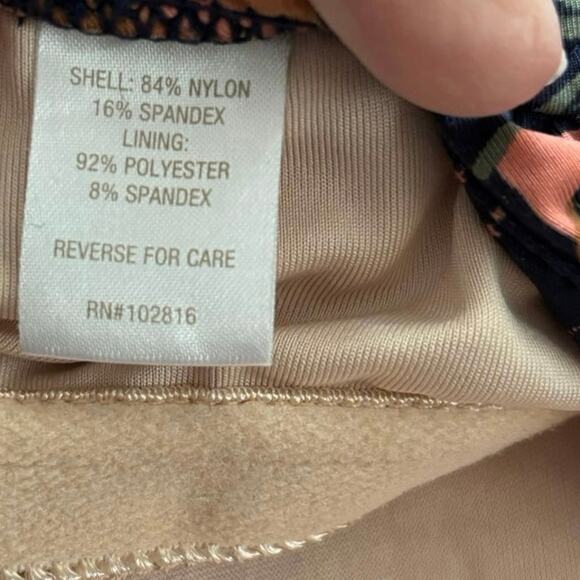 SHELL: 84% NYLON
16% SPANDEX
LINING:
92% POLYESTER
8% SPANDEX
REVERSE FOR CARE
RN#102816